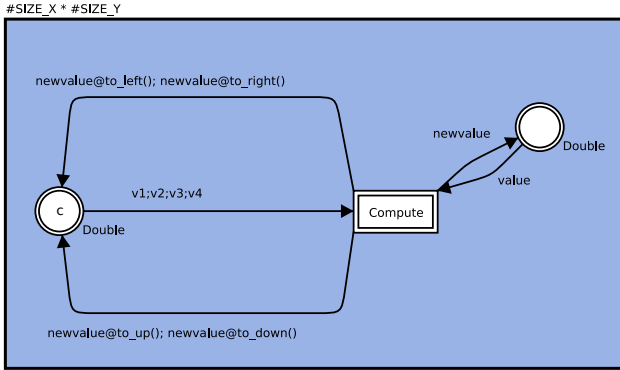 #SIZE_X * #SIZE_Y
newvalue@to_left(); newvalue@to_right()
newvalue
Double
value
v1;v2;v3;v4
c
Compute
Double
newvalue@to_up(); newvalue@to_down()